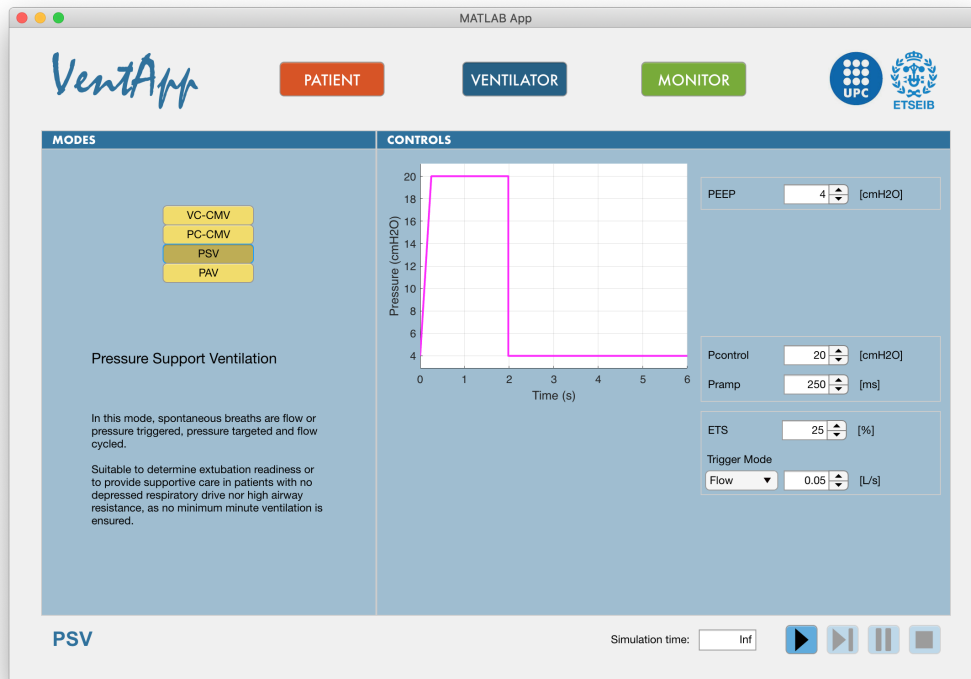 MATLAB App
VentApp
PATIENT
VENTILATOR
MONITOR
UPC
ETSEIB
MODES
CONTROLS
VC-CMV
PC-CMV
PSV
PAV
Pressure Support Ventilation
In this mode, spontaneous breaths are flow or
pressure triggered, pressure targeted and flow
cycled.
Suitable to determine extubation readiness or
to provide supportive care in patients with no
depressed respiratory drive nor high airway
resistance, as no minimum minute ventilation is
ensured.
Pressure (cmH2O)
20
18
16
14
12
10
8
6
4
0 1 2 3 4 5 6
Time (s)
PEEP 4 [cmH2O]
Pcontrol 20 [cmH2O]
Pramp 250 [ms]
ETS 25 [%]
Trigger Mode
Flow 0.05 [L/s]
PSV
Simulation time: Inf